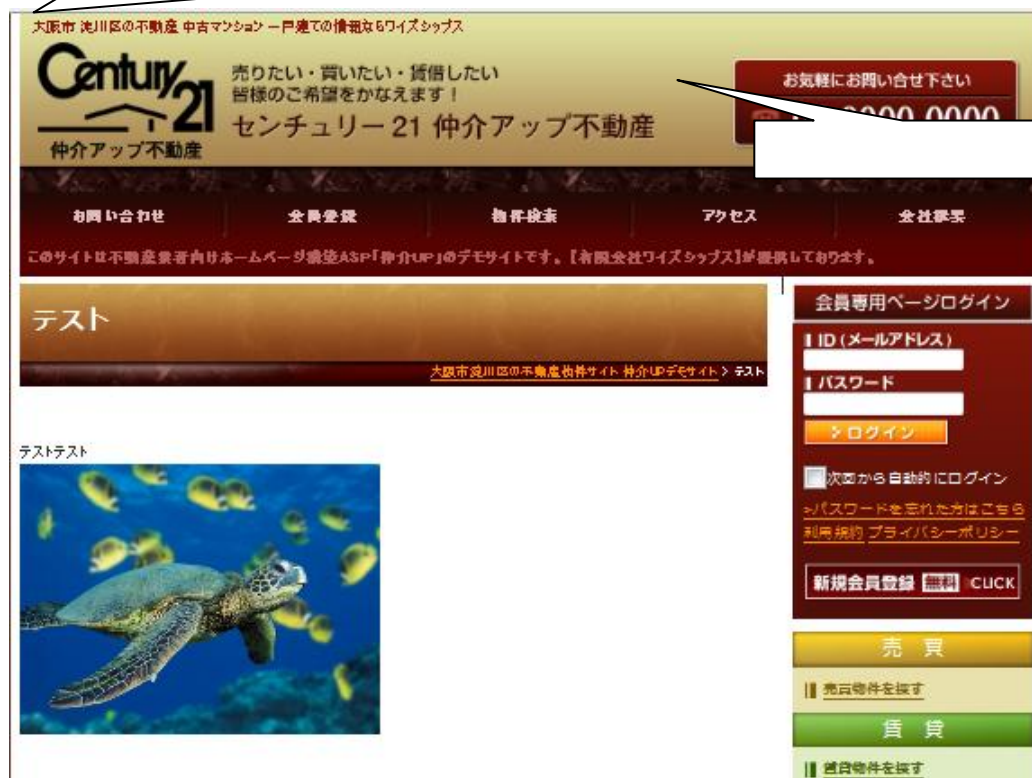 大阪市 淀川区の不動産 中古マンション 一戸建ての情報ならワイズシップス
Century 21
仲介アップ不動産
売りたい・買いたい・賃借したい
皆様のご希望をかなえます！
センチュリー21 仲介アップ不動産
お気軽にお問い合せ下さい
お問い合わせ
会員登録
物件検索
アクセス
会社概要
このサイトは不動産業者向けホームページ構築ASP「仲介UP」のデモサイトです。【有限会社ワイズシップス】が提供しております。
テスト
大阪市淀川区の不動産物件サイト 仲介UPデモサイト > テスト
テストテスト
会員専用ページログイン
ID (メールアドレス)
パスワード
ログイン
次回から自動的にログイン
>パスワードを忘れた方はこちら
利用規約 プライバシーポリシー
新規会員登録 無料 CLICK
売 買
売買物件を探す
賃 貸
賃貸物件を探す